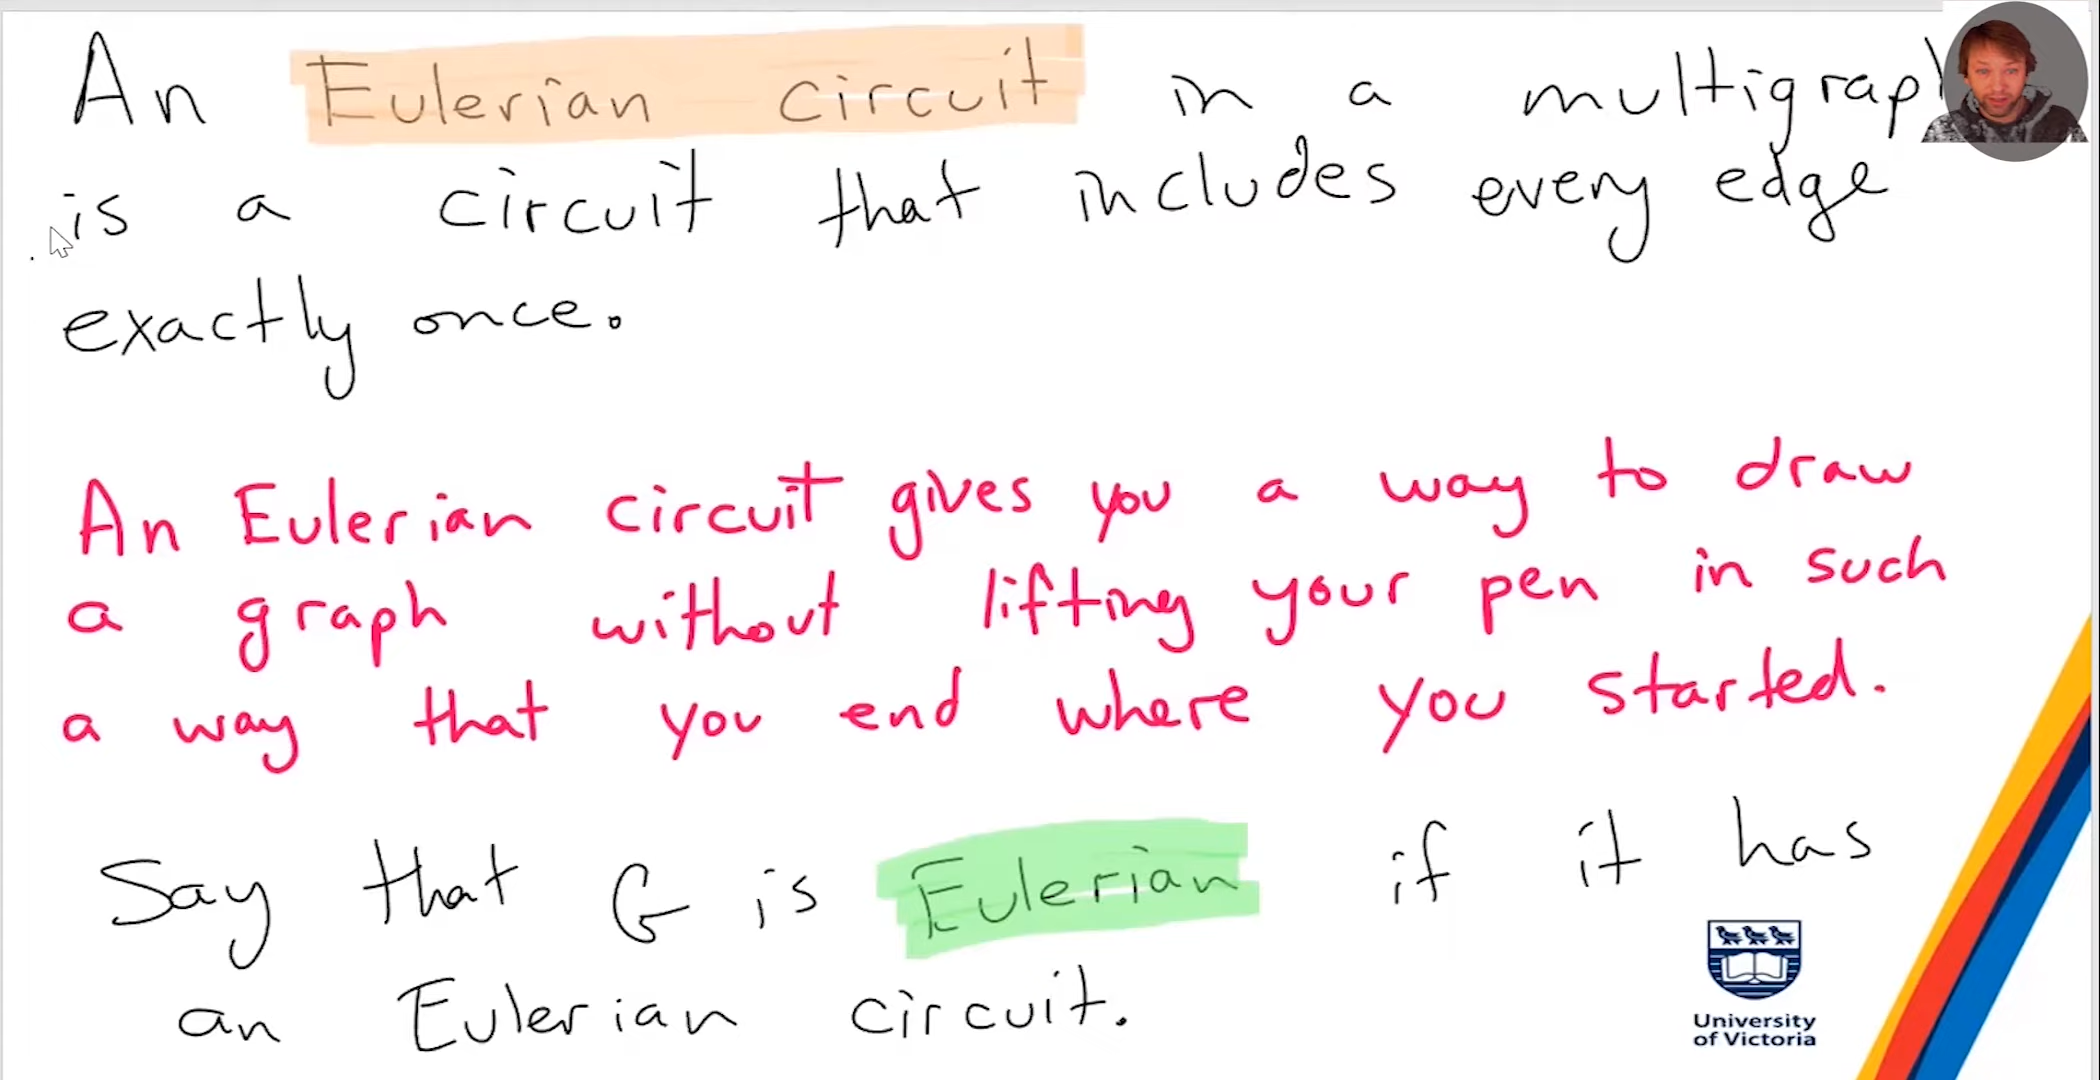 An Eulerian circuit in a multigraph
is a circuit that includes every edge
exactly once.
An Eulerian circuit gives you a way to draw
a graph without lifting your pen in such
a way that you end where you started.
Say that G is Eulerian if it has
an Eulerian circuit.
University
of Victoria